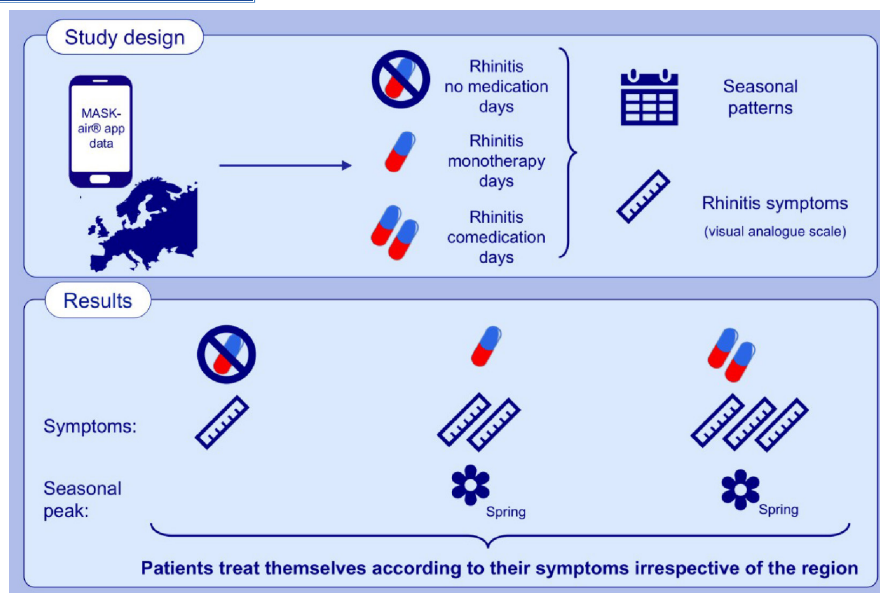 Study design
MASK-
air® app
data
Rhinitis
no medication
days
Rhinitis
monotherapy
days
Rhinitis
comedication
days
Seasonal
patterns
Rhinitis symptoms
(visual analogue scale)
Results
Symptoms:
Seasonal
peak:
Spring
Spring
Patients treat themselves according to their symptoms irrespective of the region